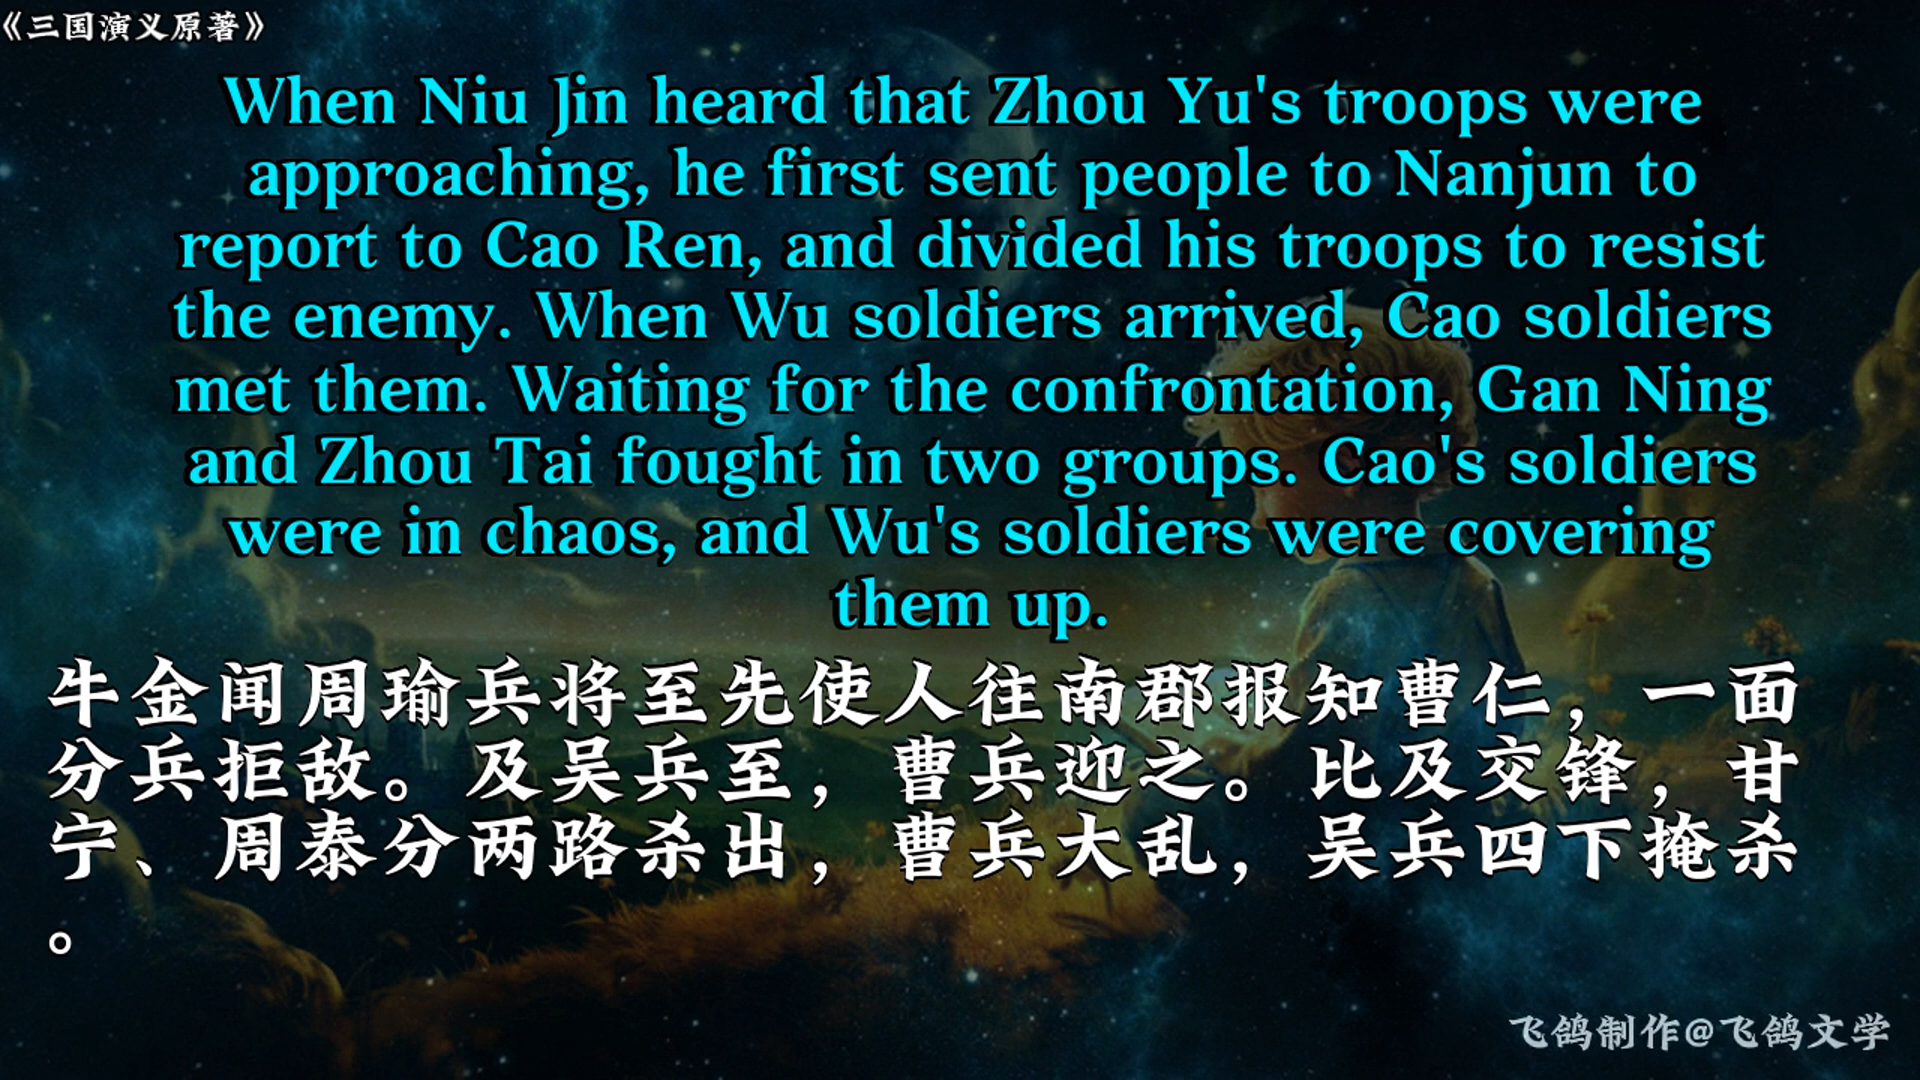 《三国演义原著》
When Niu Jin heard that Zhou Yu's troops were
approaching, he first sent people to Nanjun to
report to Cao Ren, and divided his troops to resist
the enemy. When Wu soldiers arrived, Cao soldiers
met them. Waiting for the confrontation, Gan Ning
and Zhou Tai fought in two groups. Cao's soldiers
were in chaos, and Wu's soldiers were covering
them up.
牛金闻周瑜兵将至先使人往南郡报知曹仁，一面
分兵拒敌。及吴兵至，曹兵迎之。比及交锋，甘
宁、周泰分两路杀出，曹兵大乱，吴兵四下掩杀
。
飞鸽制作@飞鸽文学